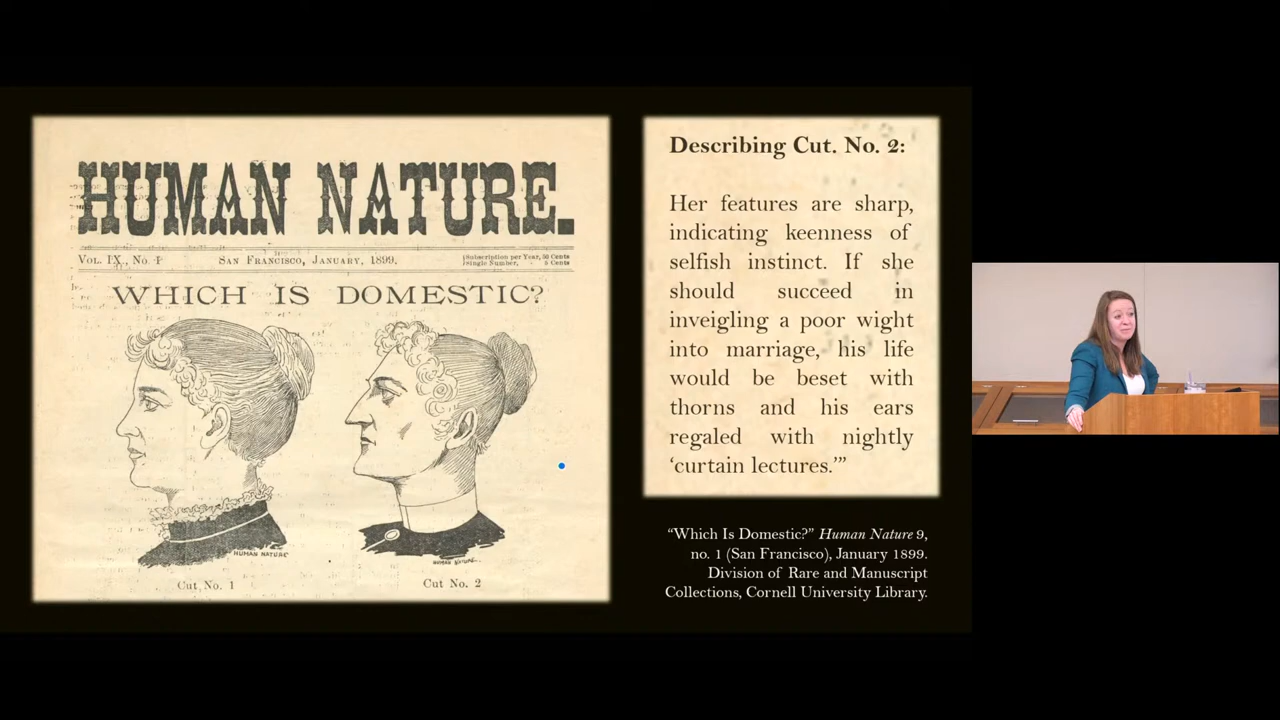 HUMAN NATURE.
VOL. IX., No. 1
SAN FRANCISCO, JANUARY, 1899.
Subscription per Year, 50 Cents
Single Number, 5 Cents
WHICH IS DOMESTIC?
HUMAN NATURE
HUMAN NATURE
Cut No. 1
Cut No. 2
Describing Cut. No. 2:
Her features are sharp,
indicating keenness of
selfish instinct. If she
should succeed in
inveigling a poor wight
into marriage, his life
would be beset with
thorns and his ears
regaled with nightly
‘curtain lectures.’”
“Which Is Domestic?” Human Nature 9,
no. 1 (San Francisco), January 1899.
Division of Rare and Manuscript
Collections, Cornell University Library.